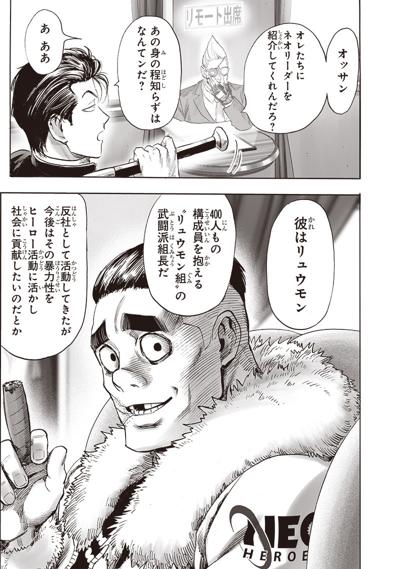 リモート出席
オッサン
オレたちに
ネオリーダーを
紹介してくれんだろ？
あの身の程知らずは
なんてンだ？
あ
ああ
彼はリュウモン
400人もの
構成員を抱える
“リュウモン組”の
武闘派組長だ
反社として活動してきたが
今後はその暴力性を
ヒーロー活動に活かし
社会に貢献したいのだとか
NEO
HEROES